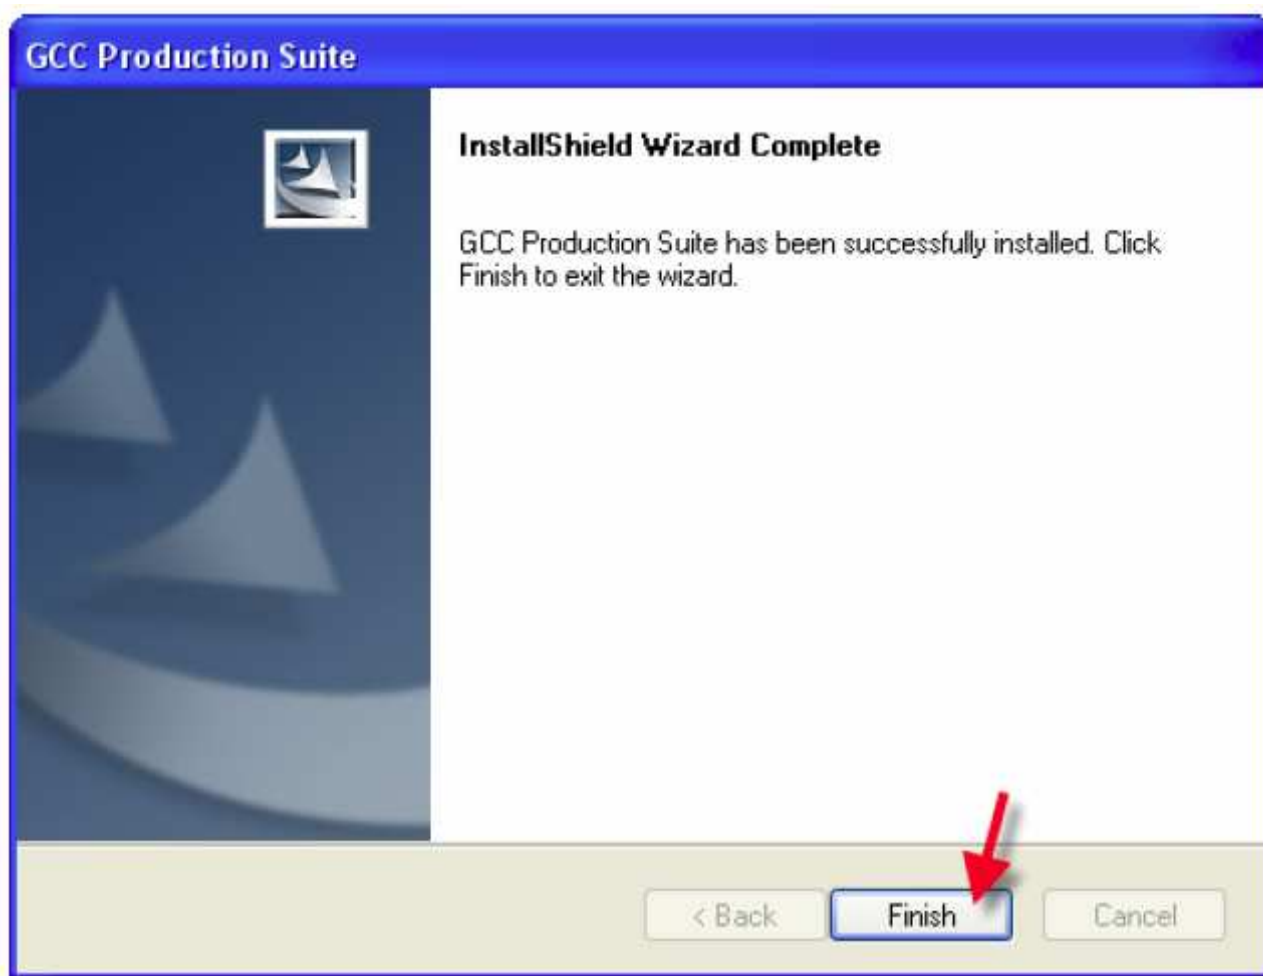 GCC Production Suite
InstallShield Wizard Complete
GCC Production Suite has been successfully installed. Click
Finish to exit the wizard.
< Back
Finish
Cancel